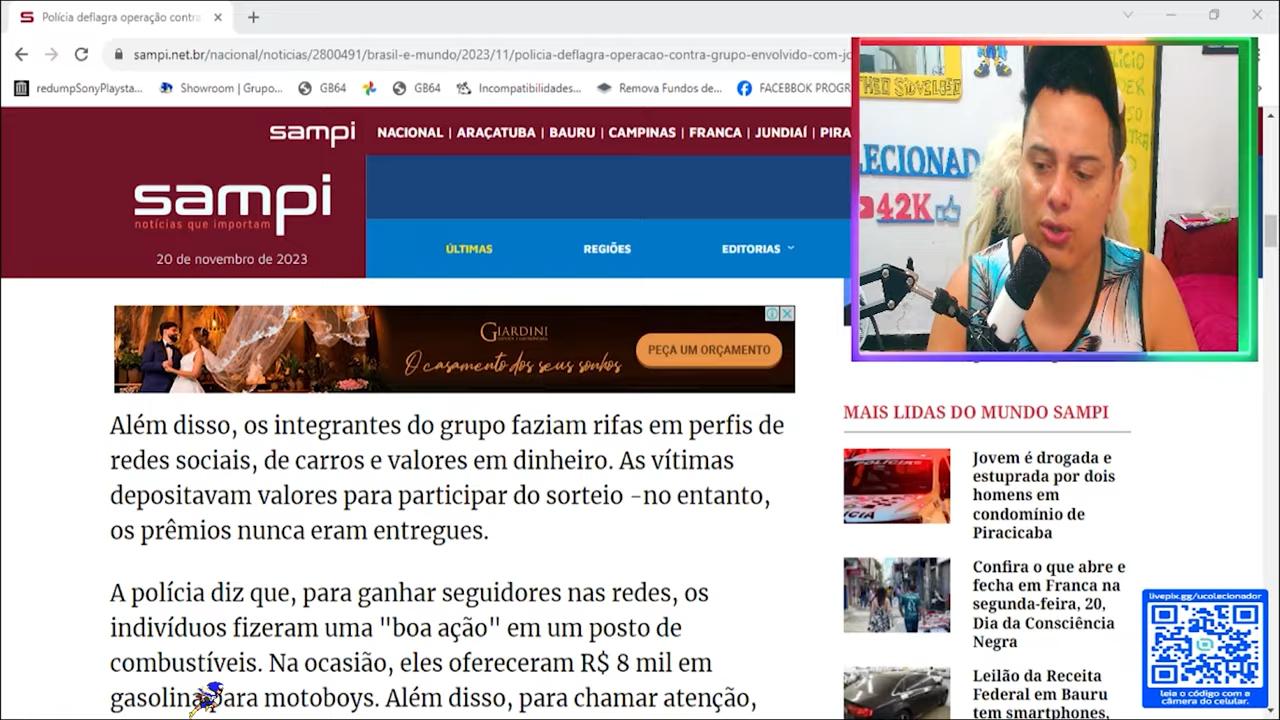 Polícia deflagra operação contra
sampi.net.br/nacional/noticias/2800491/brasil-e-mundo/2023/11/policia-deflagra-operacao-contra-grupo-envolvido-com-jo
redumpSonyPlaysta...
Showroom | Grupo...
GB64
GB64
Incompatibilidades...
Remova Fundos de...
FACEBBOK PROGR
sampi
NACIONAL | ARAÇATUBA | BAURU | CAMPINAS | FRANCA | JUNDIAÍ | PIRA
sampi
notícias que importam
20 de novembro de 2023
ÚLTIMAS
REGIÕES
EDITORIAS
LECIONAD
42K
GIARDINI
O casamento dos seus sonhos
PEÇA UM ORÇAMENTO
Além disso, os integrantes do grupo faziam rifas em perfis de
redes sociais, de carros e valores em dinheiro. As vítimas
depositavam valores para participar do sorteio -no entanto,
os prêmios nunca eram entregues.
A polícia diz que, para ganhar seguidores nas redes, os
indivíduos fizeram uma "boa ação" em um posto de
combustíveis. Na ocasião, eles ofereceram R$ 8 mil em
gasolina para motoboys. Além disso, para chamar atenção,
MAIS LIDAS DO MUNDO SAMPI
Jovem é drogada e
estuprada por dois
homens em
condomínio de
Piracicaba
Confira o que abre e
fecha em Franca na
segunda-feira, 20,
Dia da Consciência
Negra
Leilão da Receita
Federal em Bauru
tem smartphones,
livepix.gg/ucolecionador
leia o código com a
câmera do celular.